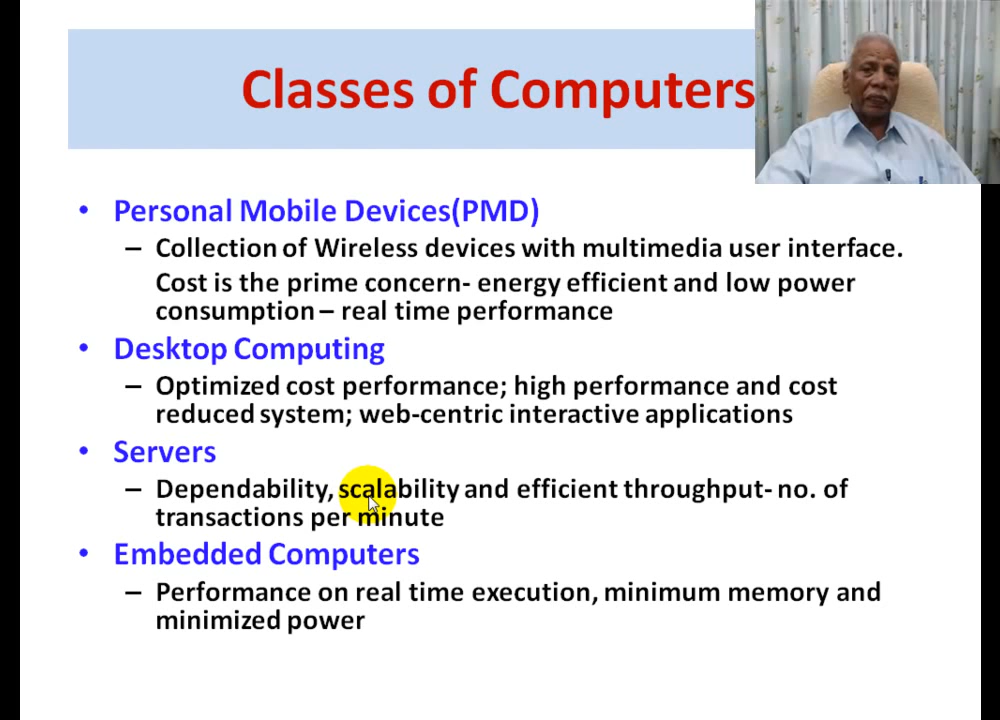 Classes of Computers
• Personal Mobile Devices(PMD)
– Collection of Wireless devices with multimedia user interface.
Cost is the prime concern- energy efficient and low power
consumption – real time performance
• Desktop Computing
– Optimized cost performance; high performance and cost
reduced system; web-centric interactive applications
• Servers
– Dependability, scalability and efficient throughput- no. of
transactions per minute
• Embedded Computers
– Performance on real time execution, minimum memory and
minimized power